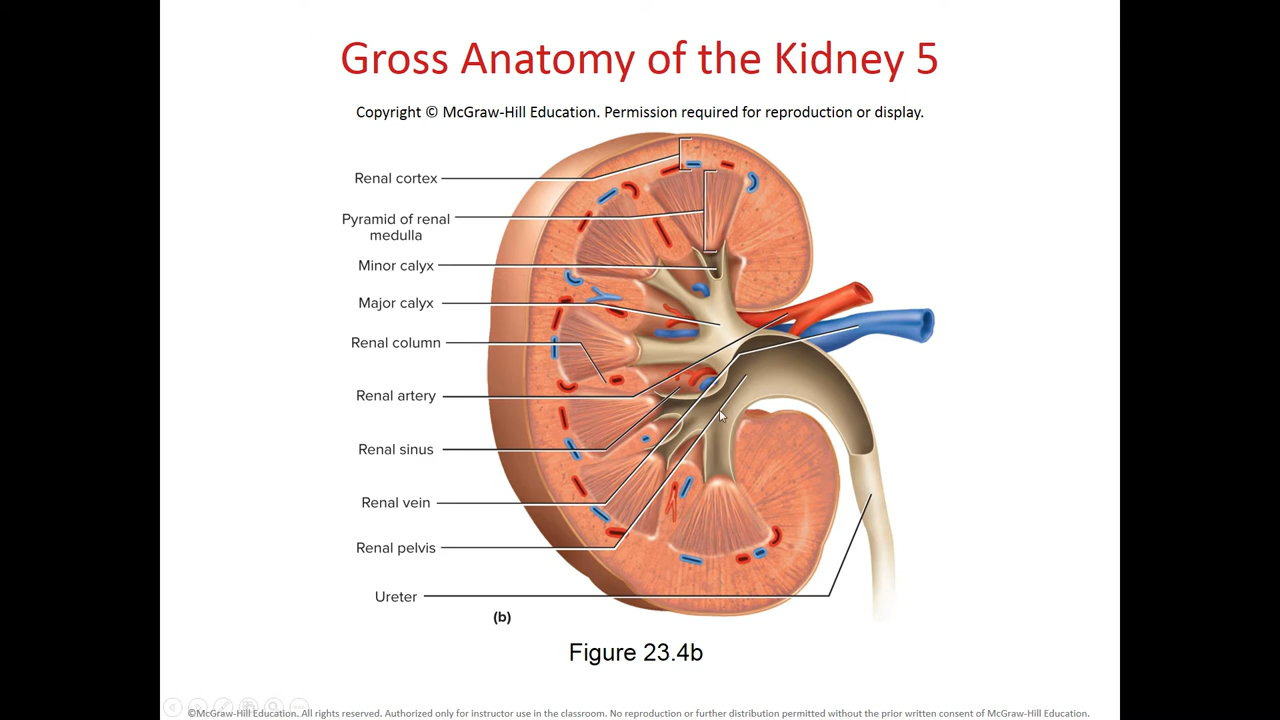 Gross Anatomy of the Kidney 5
Copyright © McGraw-Hill Education. Permission required for reproduction or display.
Renal cortex
Pyramid of renal
medulla
Minor calyx
Major calyx
Renal column
Renal artery
Renal sinus
Renal vein
Renal pelvis
Ureter
(b)
Figure 23.4b
©McGraw-Hill Education. All rights reserved. Authorized only for instructor use in the classroom. No reproduction or further distribution permitted without the prior written consent of McGraw-Hill Education.